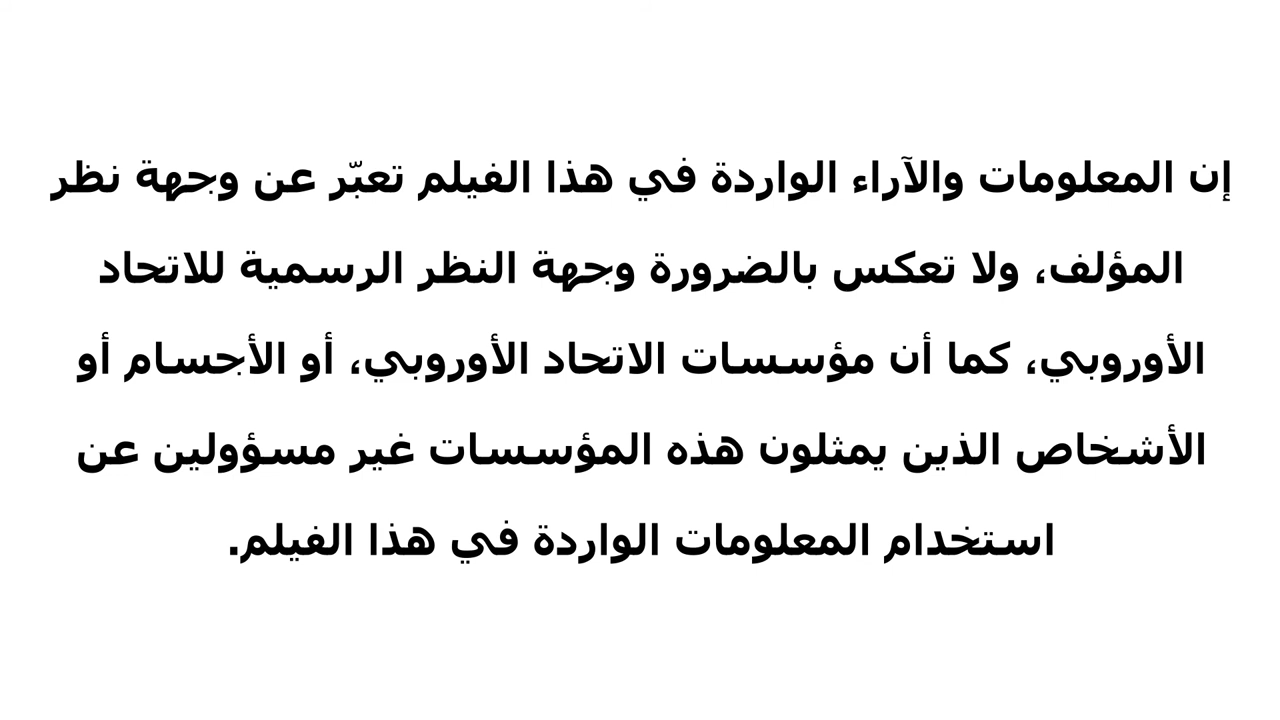 إن المعلومات والآراء الواردة في هذا الفيلم تعبّر عن وجهة نظر
المؤلف، ولا تعكس بالضرورة وجهة النظر الرسمية للاتحاد
الأوروبي، كما أن مؤسسات الاتحاد الأوروبي، أو الأجسام أو
الأشخاص الذين يمثلون هذه المؤسسات غير مسؤولين عن
استخدام المعلومات الواردة في هذا الفيلم.